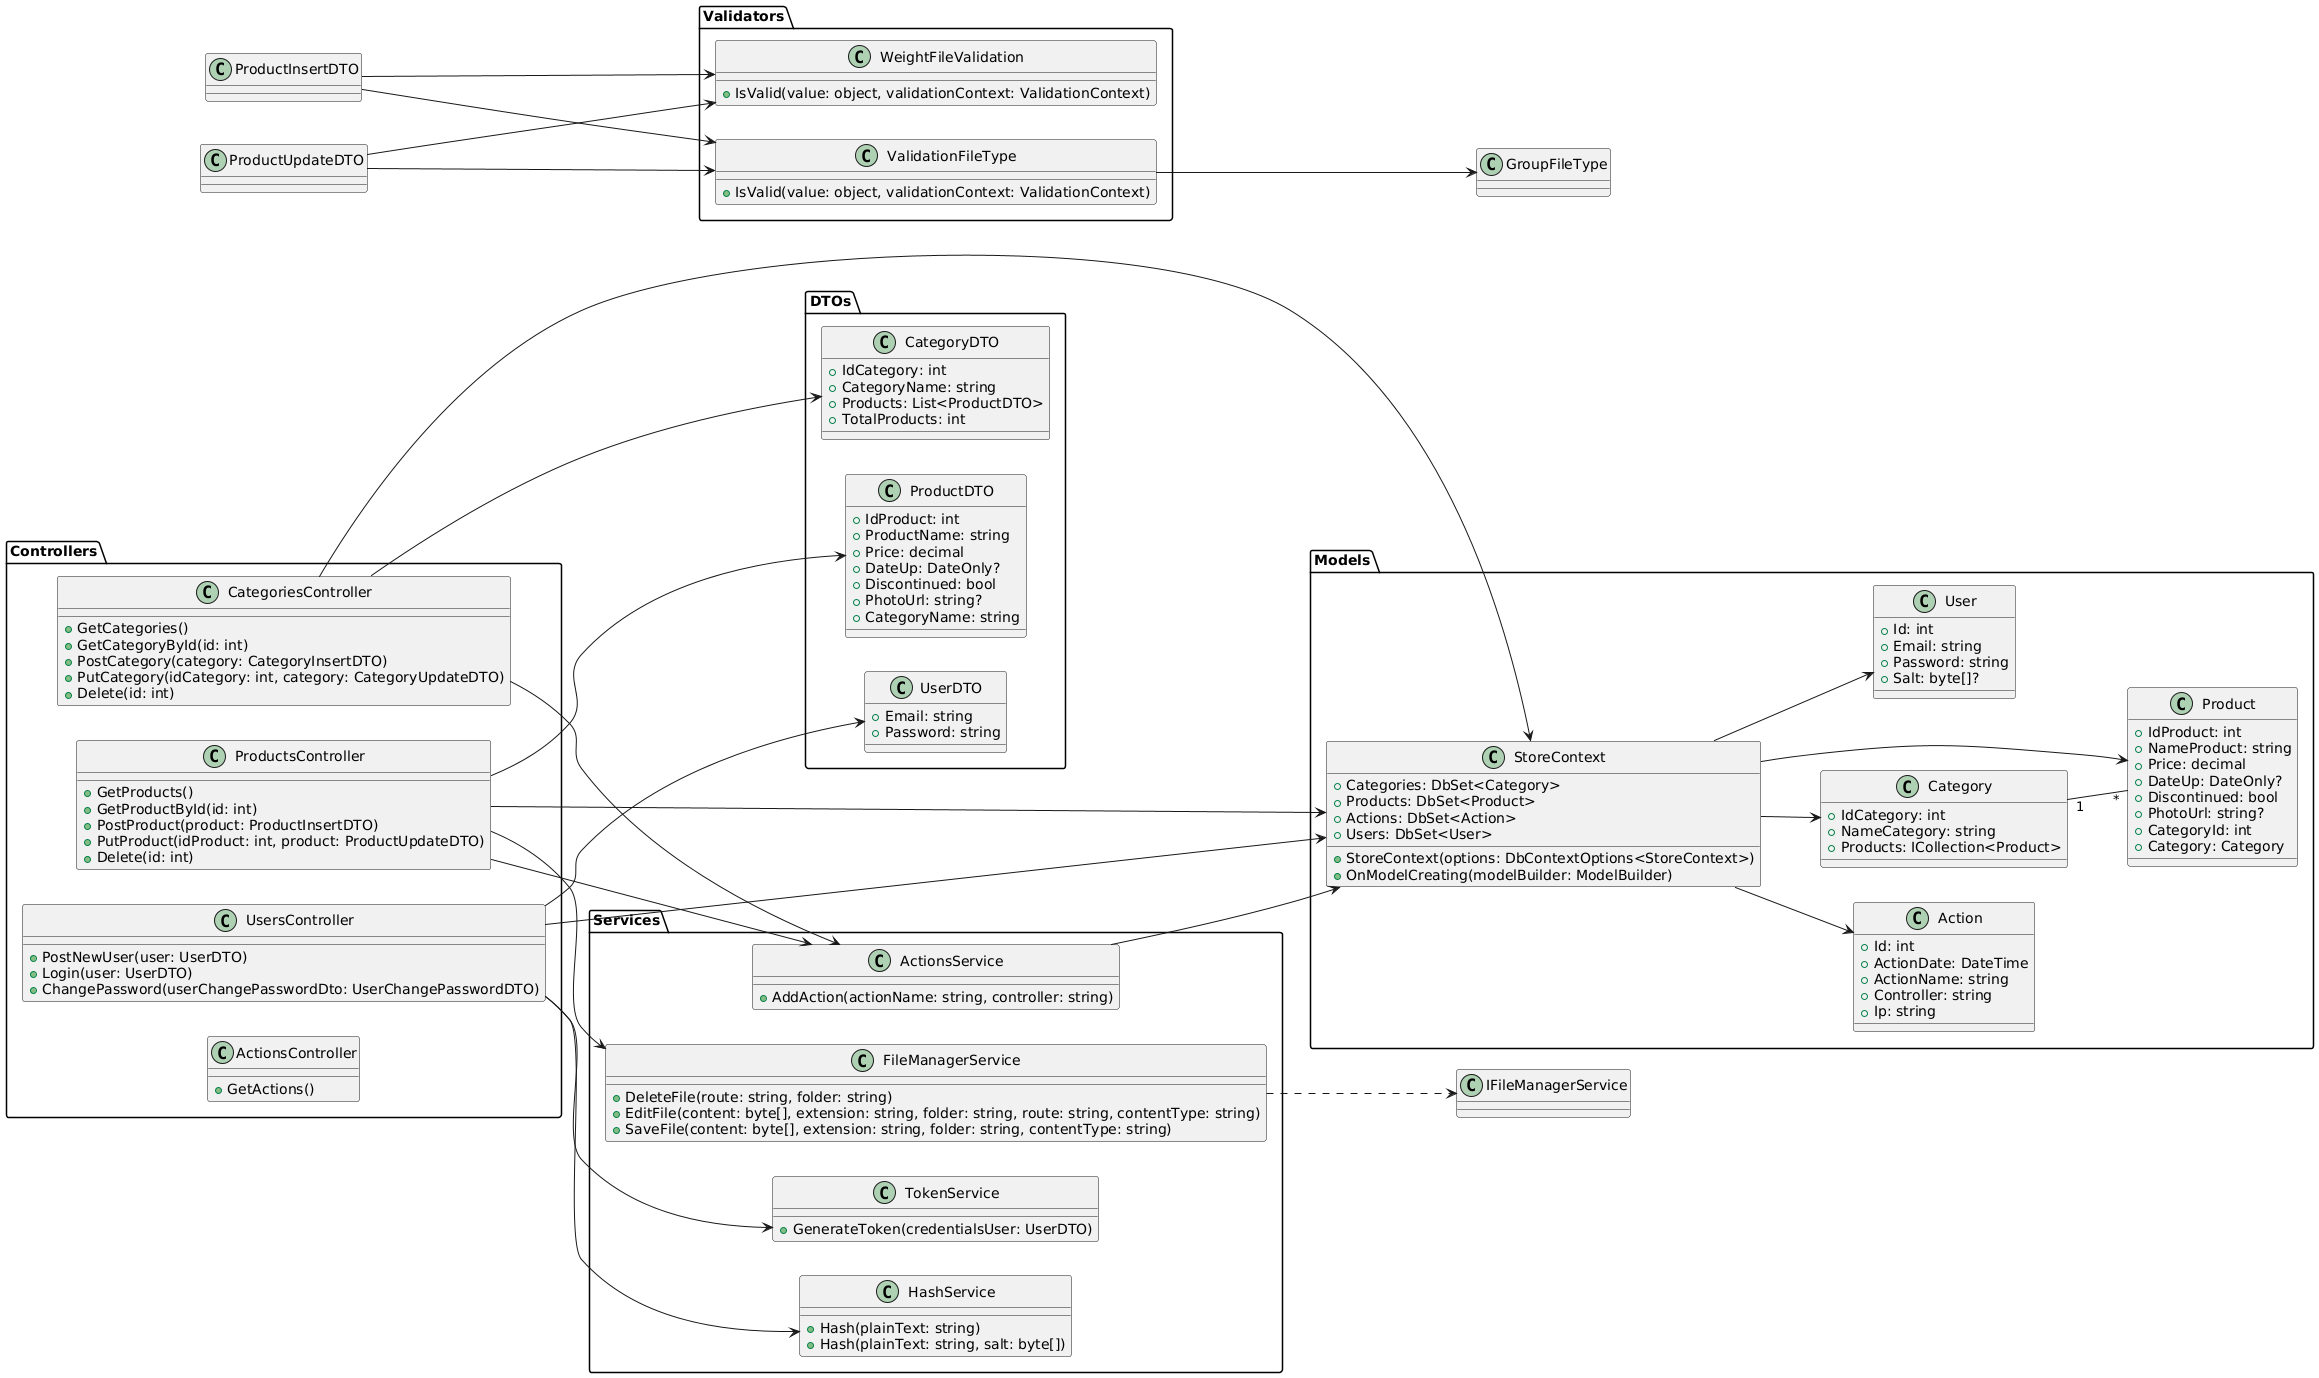 Validators
C WeightFileValidation
IsValid(value: object, validationContext: ValidationContext)
C ValidationFileType
IsValid(value: object, validationContext: ValidationContext)
C ProductInsertDTO
C ProductUpdateDTO
C GroupFileType
DTOs
C CategoryDTO
IdCategory: int
CategoryName: string
Products: List<ProductDTO>
TotalProducts: int
C ProductDTO
IdProduct: int
ProductName: string
Price: decimal
DateUp: DateOnly?
Discontinued: bool
PhotoUrl: string?
CategoryName: string
C UserDTO
Email: string
Password: string
Controllers
C CategoriesController
GetCategories()
GetCategoryById(id: int)
PostCategory(category: CategoryInsertDTO)
PutCategory(idCategory: int, category: CategoryUpdateDTO)
Delete(id: int)
C ProductsController
GetProducts()
GetProductById(id: int)
PostProduct(product: ProductInsertDTO)
PutProduct(idProduct: int, product: ProductUpdateDTO)
Delete(id: int)
C UsersController
PostNewUser(user: UserDTO)
Login(user: UserDTO)
ChangePassword(userChangePasswordDto: UserChangePasswordDTO)
C ActionsController
GetActions()
Services
C ActionsService
AddAction(actionName: string, controller: string)
C FileManagerService
DeleteFile(route: string, folder: string)
EditFile(content: byte[], extension: string, folder: string, route: string, contentType: string)
SaveFile(content: byte[], extension: string, folder: string, contentType: string)
C TokenService
GenerateToken(credentialsUser: UserDTO)
C HashService
Hash(plainText: string)
Hash(plainText: string, salt: byte[])
Models
C StoreContext
Categories: DbSet<Category>
Products: DbSet<Product>
Actions: DbSet<Action>
Users: DbSet<User>
StoreContext(options: DbContextOptions<StoreContext>)
OnModelCreating(modelBuilder: ModelBuilder)
C User
Id: int
Email: string
Password: string
Salt: byte[]?
C Category
IdCategory: int
NameCategory: string
Products: ICollection<Product>
1
*
C Product
IdProduct: int
NameProduct: string
Price: decimal
DateUp: DateOnly?
Discontinued: bool
PhotoUrl: string?
CategoryId: int
Category: Category
C Action
Id: int
ActionDate: DateTime
ActionName: string
Controller: string
Ip: string
C IFileManagerService